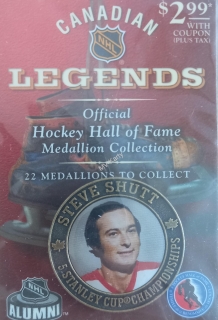 CANADIAN
$2.99*
WITH
COUPON
(PLUS TAX)
NHL
LEGENDS
Official
Hockey Hall of Fame
Medallion Collection
22 MEDALLIONS TO COLLECT
STEVE SHUTT
5 STANLEY CUP® CHAMPIONSHIPS
NHL
ALUMNI